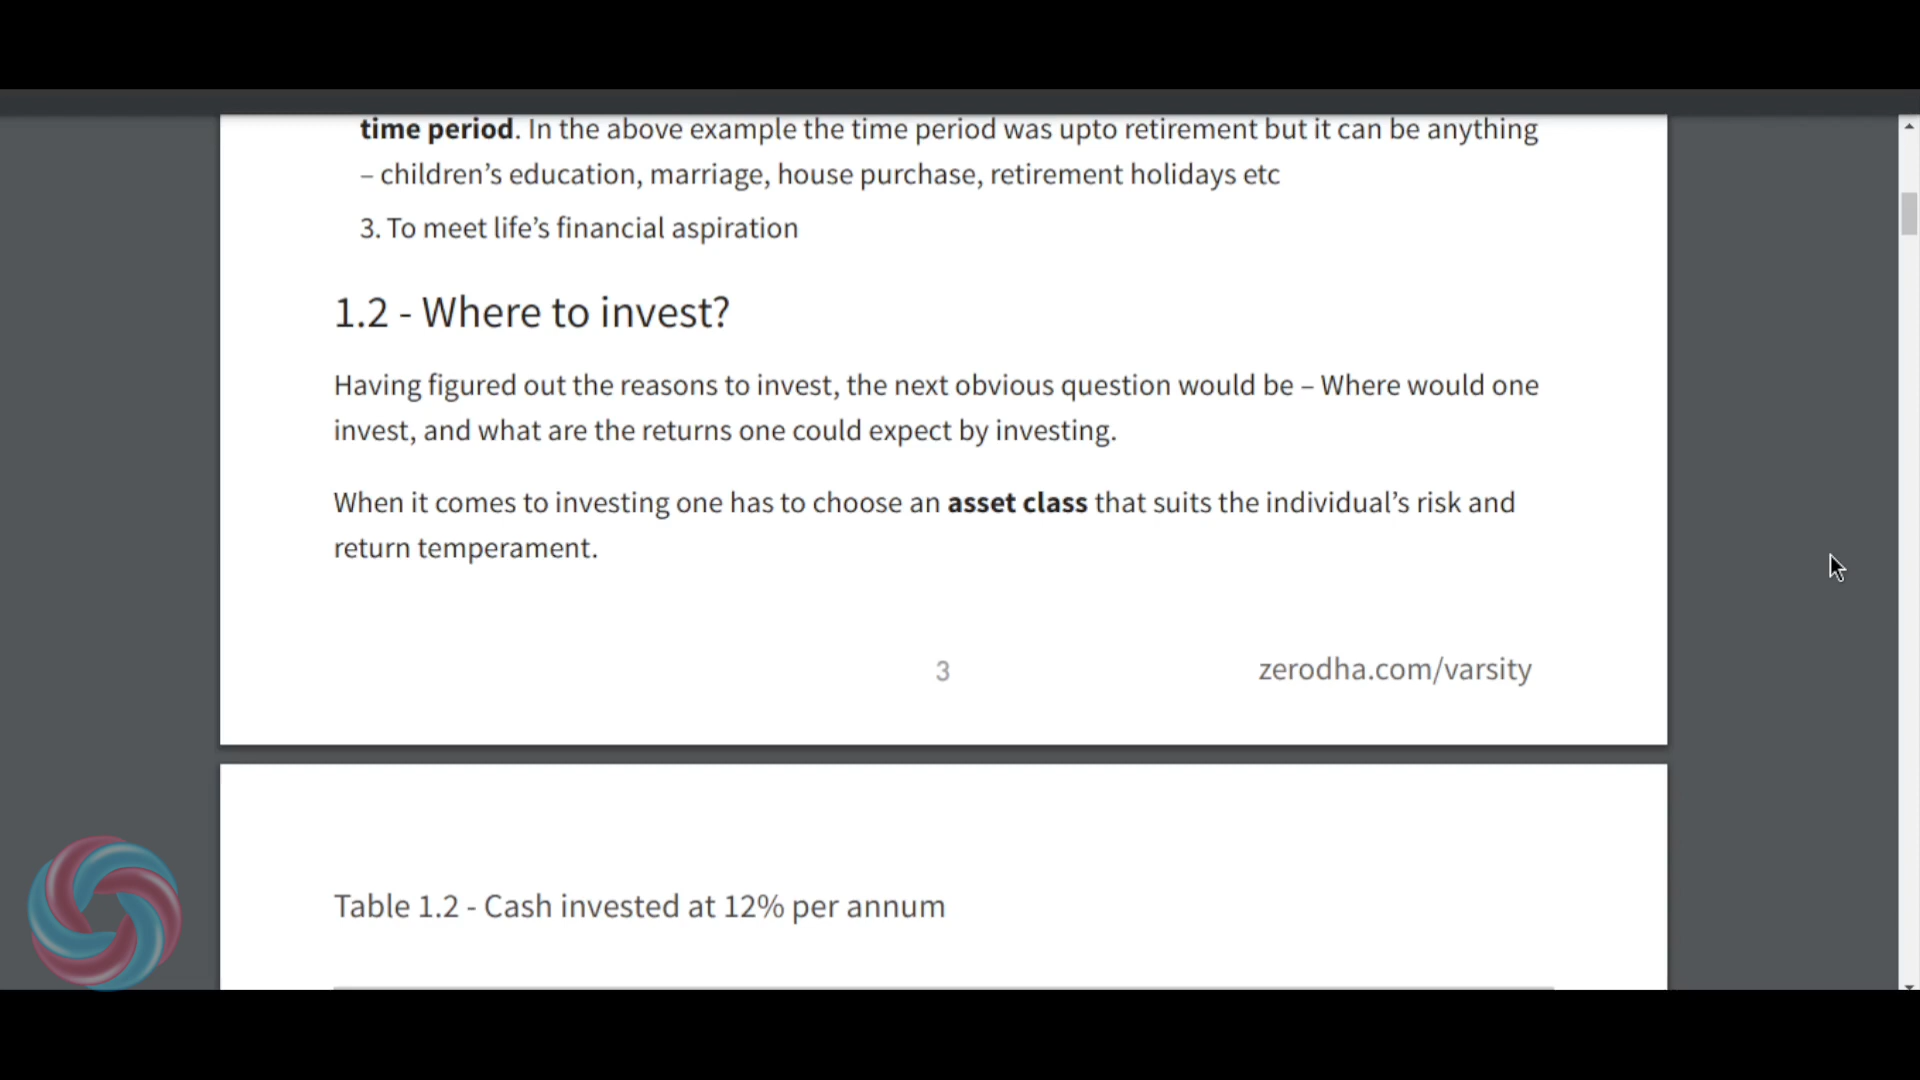 time period. In the above example the time period was upto retirement but it can be anything
– children’s education, marriage, house purchase, retirement holidays etc
3. To meet life’s financial aspiration
1.2 - Where to invest?
Having figured out the reasons to invest, the next obvious question would be – Where would one
invest, and what are the returns one could expect by investing.
When it comes to investing one has to choose an asset class that suits the individual’s risk and
return temperament.
3
zerodha.com/varsity
Table 1.2 - Cash invested at 12% per annum